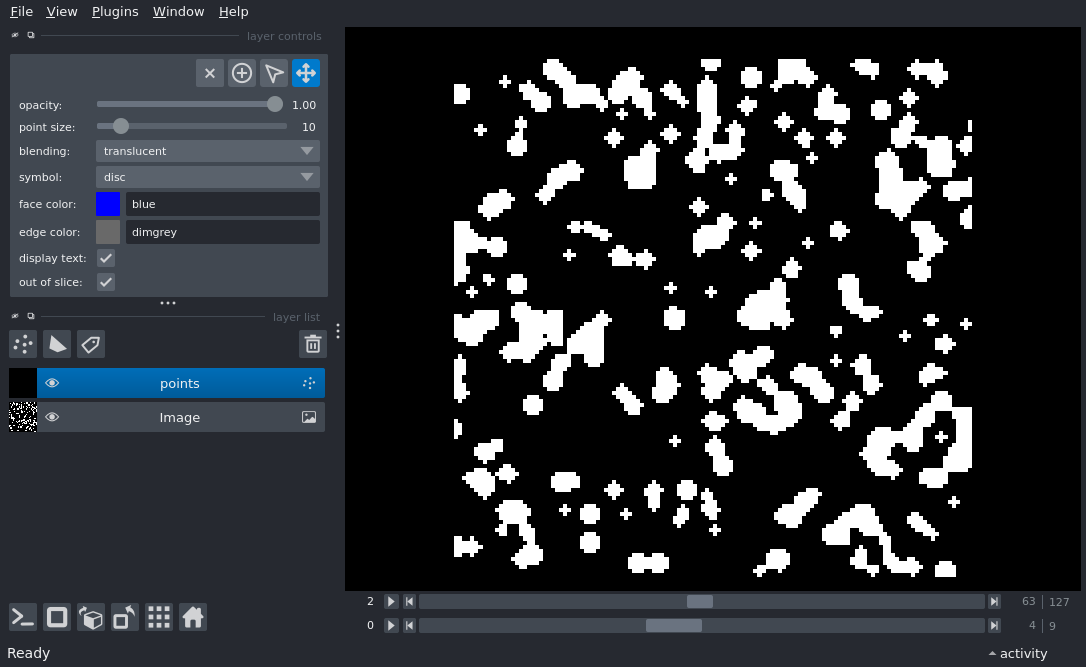 File View Plugins Window Help
layer controls
opacity: 1.00
point size: 10
blending: translucent
symbol: disc
face color: blue
edge color: dimgrey
display text:
out of slice:
layer list
points
Image
2 63 127
0 4 9
Ready activity